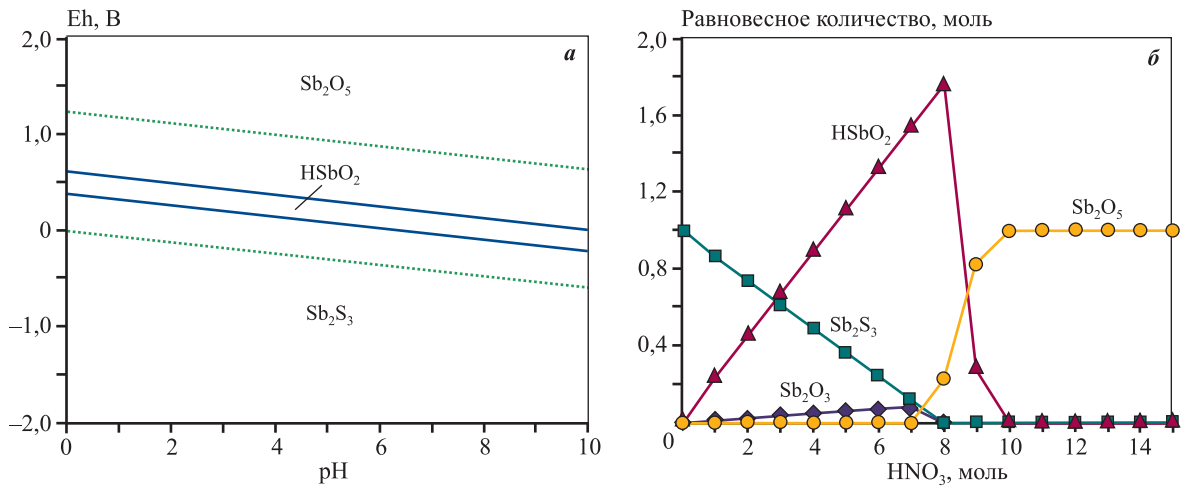 Eh, В
2,0
1,0
0
–1,0
–2,0
0
2
4
6
8
10
pH
а
Sb₂O₅
HSbO₂
Sb₂S₃
Равновесное количество, моль
2,0
1,6
1,2
0,8
0,4
0
2
4
6
8
10
12
14
HNO₃, моль
б
HSbO₂
Sb₂O₅
Sb₂S₃
Sb₂O₃